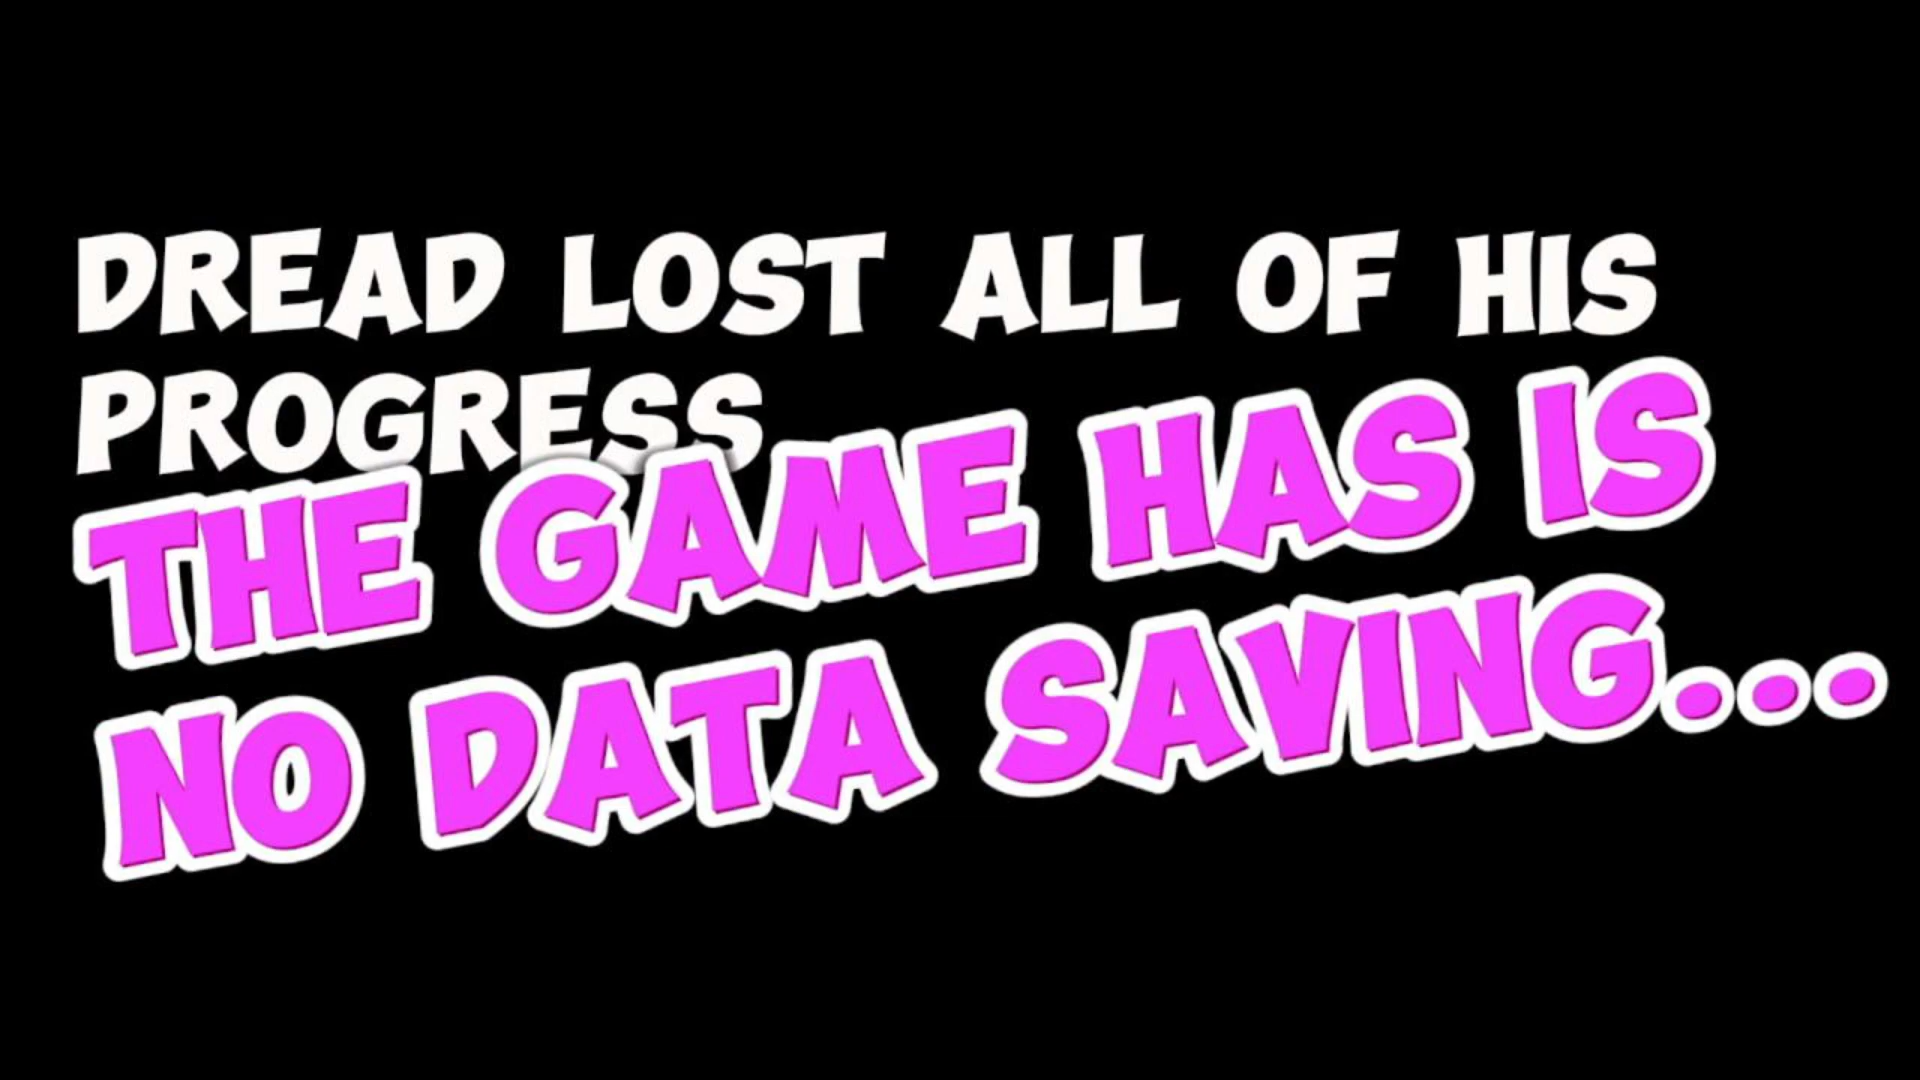 DREAD LOST ALL OF HIS
PROGRESS
THE GAME HAS IS
NO DATA SAVING...